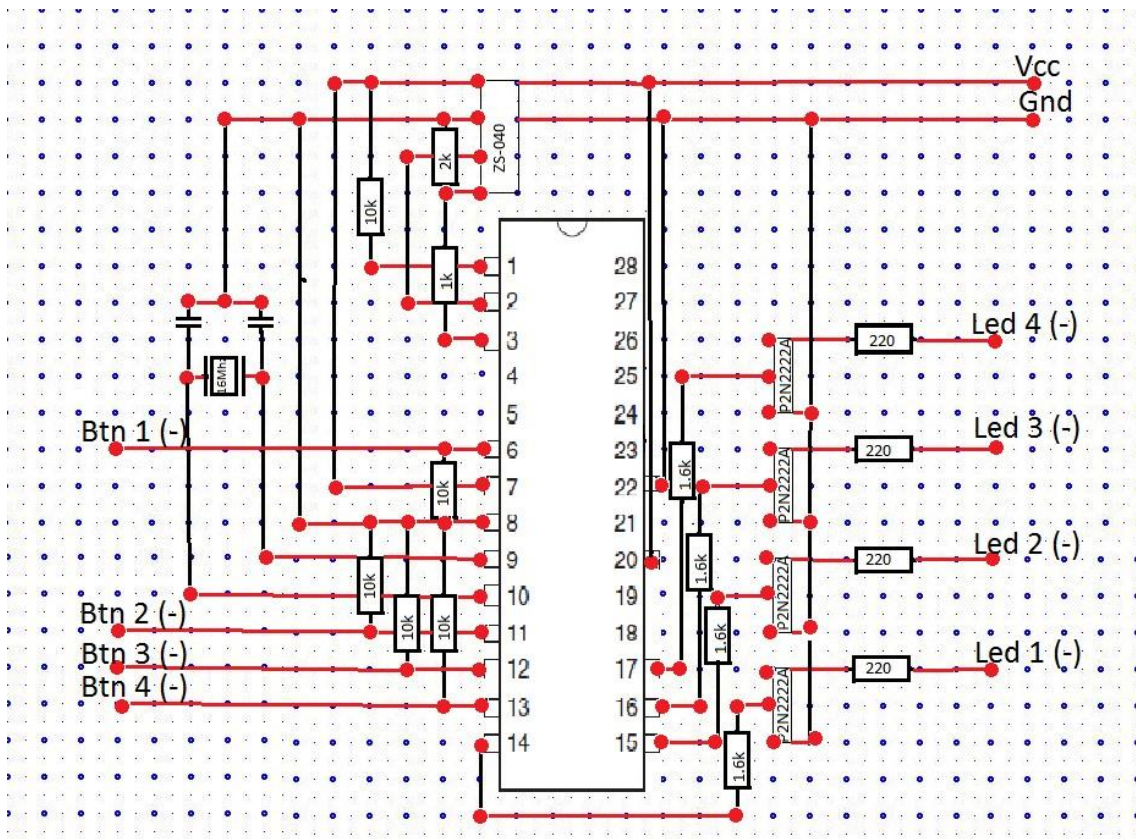 Vcc
Gnd
ZS-040
2k
10k
1k
1 28
2 27
3 26
4 25
5 24
6 23
7 22
8 21
9 20
10 19
11 18
12 17
13 16
14 15
16Mhz
Btn 1 (-)
10k
10k
10k
10k
Btn 2 (-)
Btn 3 (-)
Btn 4 (-)
P2N2222A
220
Led 4 (-)
1.6k
P2N2222A
220
Led 3 (-)
1.6k
P2N2222A
220
Led 2 (-)
1.6k
P2N2222A
220
Led 1 (-)
1.6k